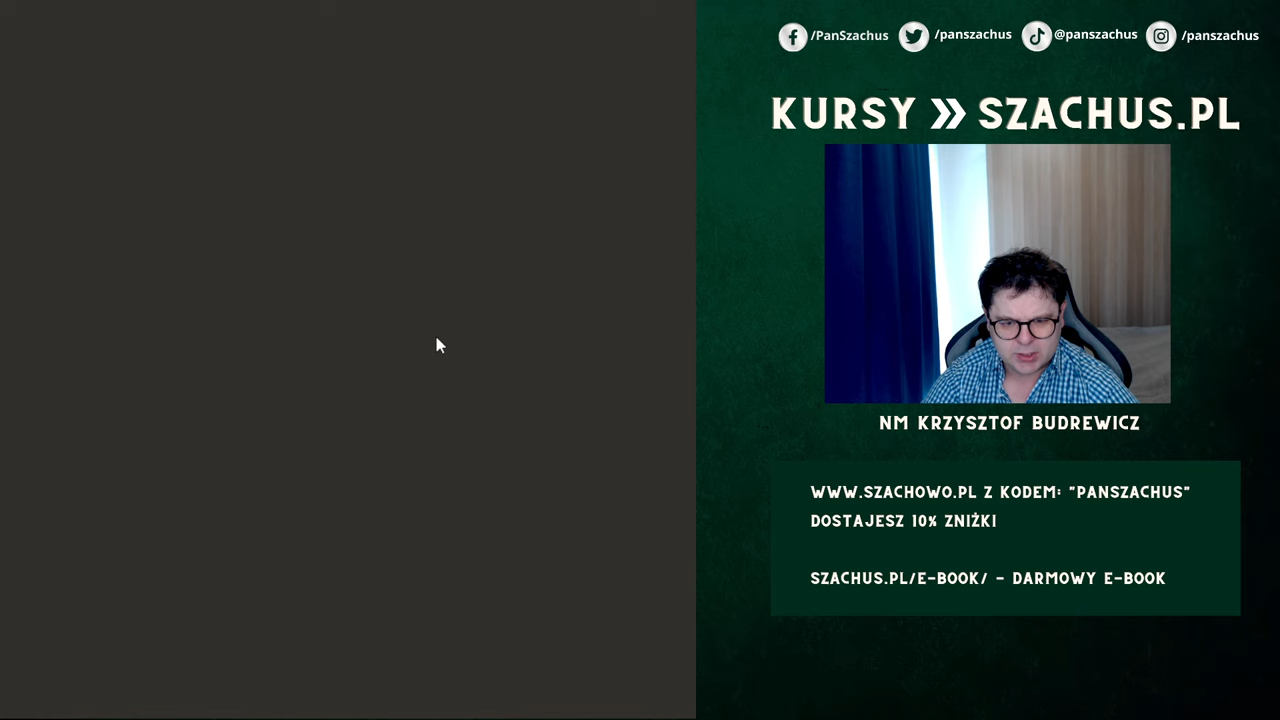 /PanSzachus /panszachus @panszachus /panszachus
KURSY » SZACHUS.PL
NM KRZYSZTOF BUDREWICZ
WWW.SZACHOWO.PL Z KODEM: "PANSZACHUS"
DOSTAJESZ 10% ZNIŻKI
SZACHUS.PL/E-BOOK/ - DARMOWY E-BOOK